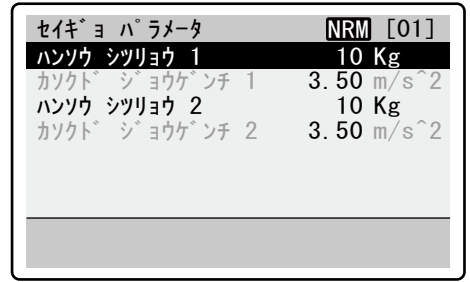 ｾｲｷﾞｮ ﾊﾟﾗﾒｰﾀ NRM [01]
ﾊﾝｿｳ ｼﾂﾘｮｳ 1 10 Kg
ｶｿｸﾄﾞ ｼﾞｮｳｹﾞﾝﾁ 1 3.50 m/s^2
ﾊﾝｿｳ ｼﾂﾘｮｳ 2 10 Kg
ｶｿｸﾄﾞ ｼﾞｮｳｹﾞﾝﾁ 2 3.50 m/s^2